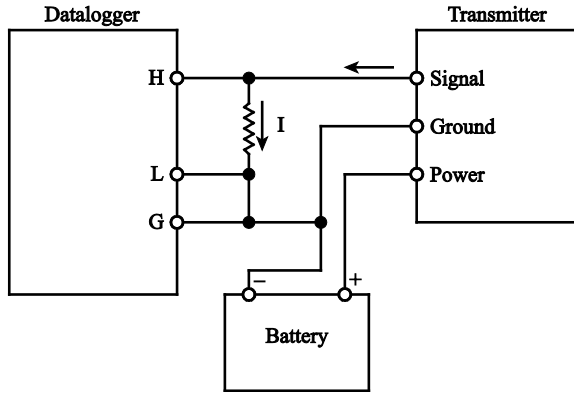 Datalogger
Transmitter
H
Signal
I
Ground
L
Power
G
− +
Battery